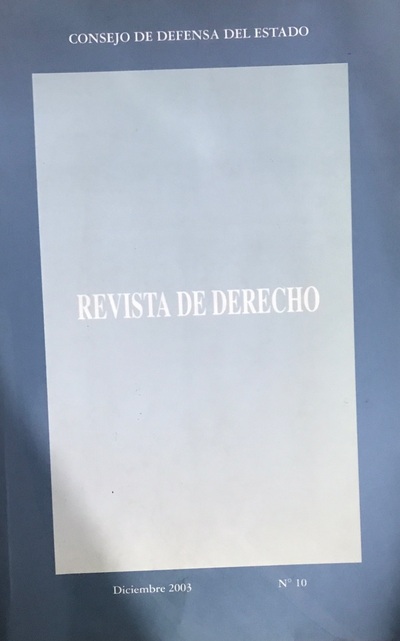 CONSEJO DE DEFENSA DEL ESTADO
REVISTA DE DERECHO
Diciembre 2003 N° 10